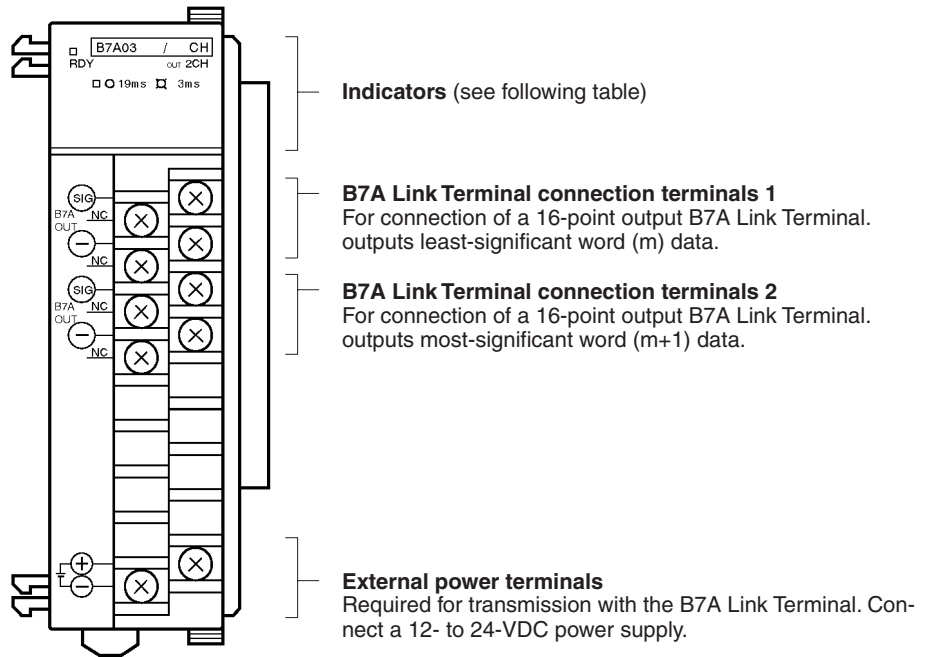 B7A03 / CH
RDY OUT 2CH
19ms 3ms
Indicators (see following table)
SIG
B7A NC
OUT
NC
B7A Link Terminal connection terminals 1
For connection of a 16-point output B7A Link Terminal.
outputs least-significant word (m) data.
SIG
B7A NC
OUT
NC
B7A Link Terminal connection terminals 2
For connection of a 16-point output B7A Link Terminal.
outputs most-significant word (m+1) data.
+
−
External power terminals
Required for transmission with the B7A Link Terminal. Con-
nect a 12- to 24-VDC power supply.